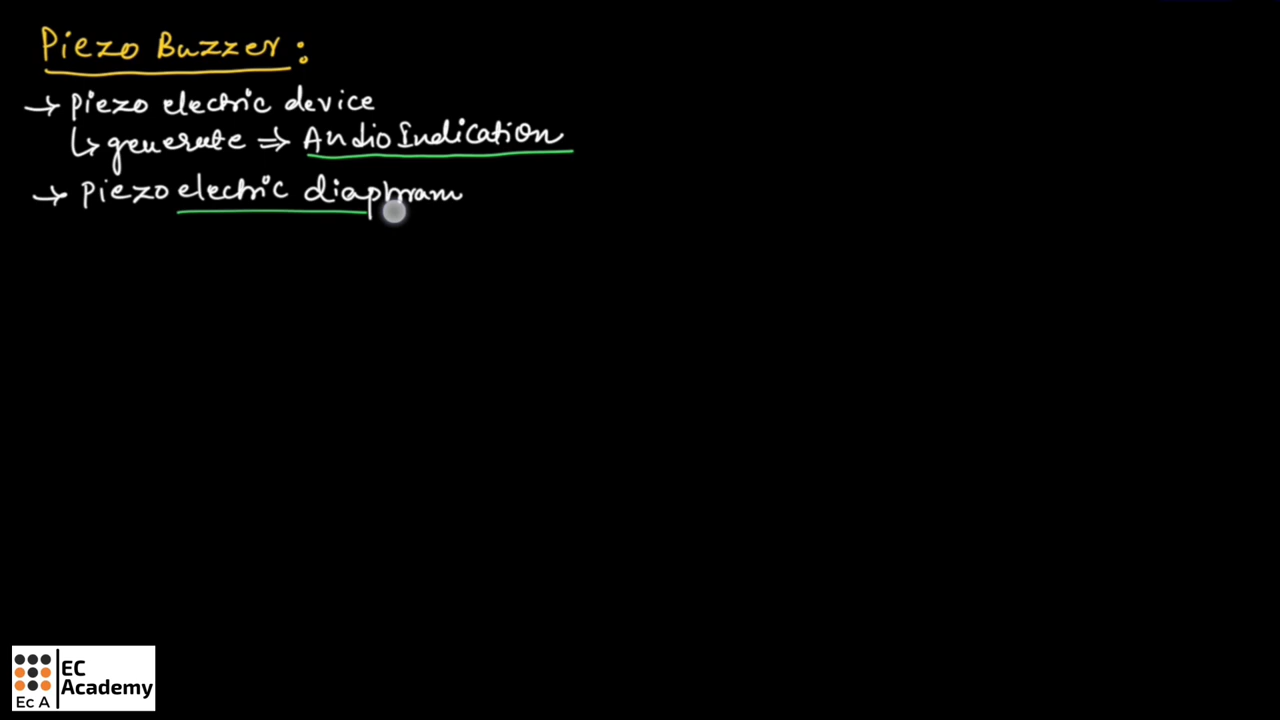 Piezo Buzzer :
→ Piezo electric device
↳ generate ⇒ Audio Indication
→ Piezo electric diaphram
EC
Academy
Ec A